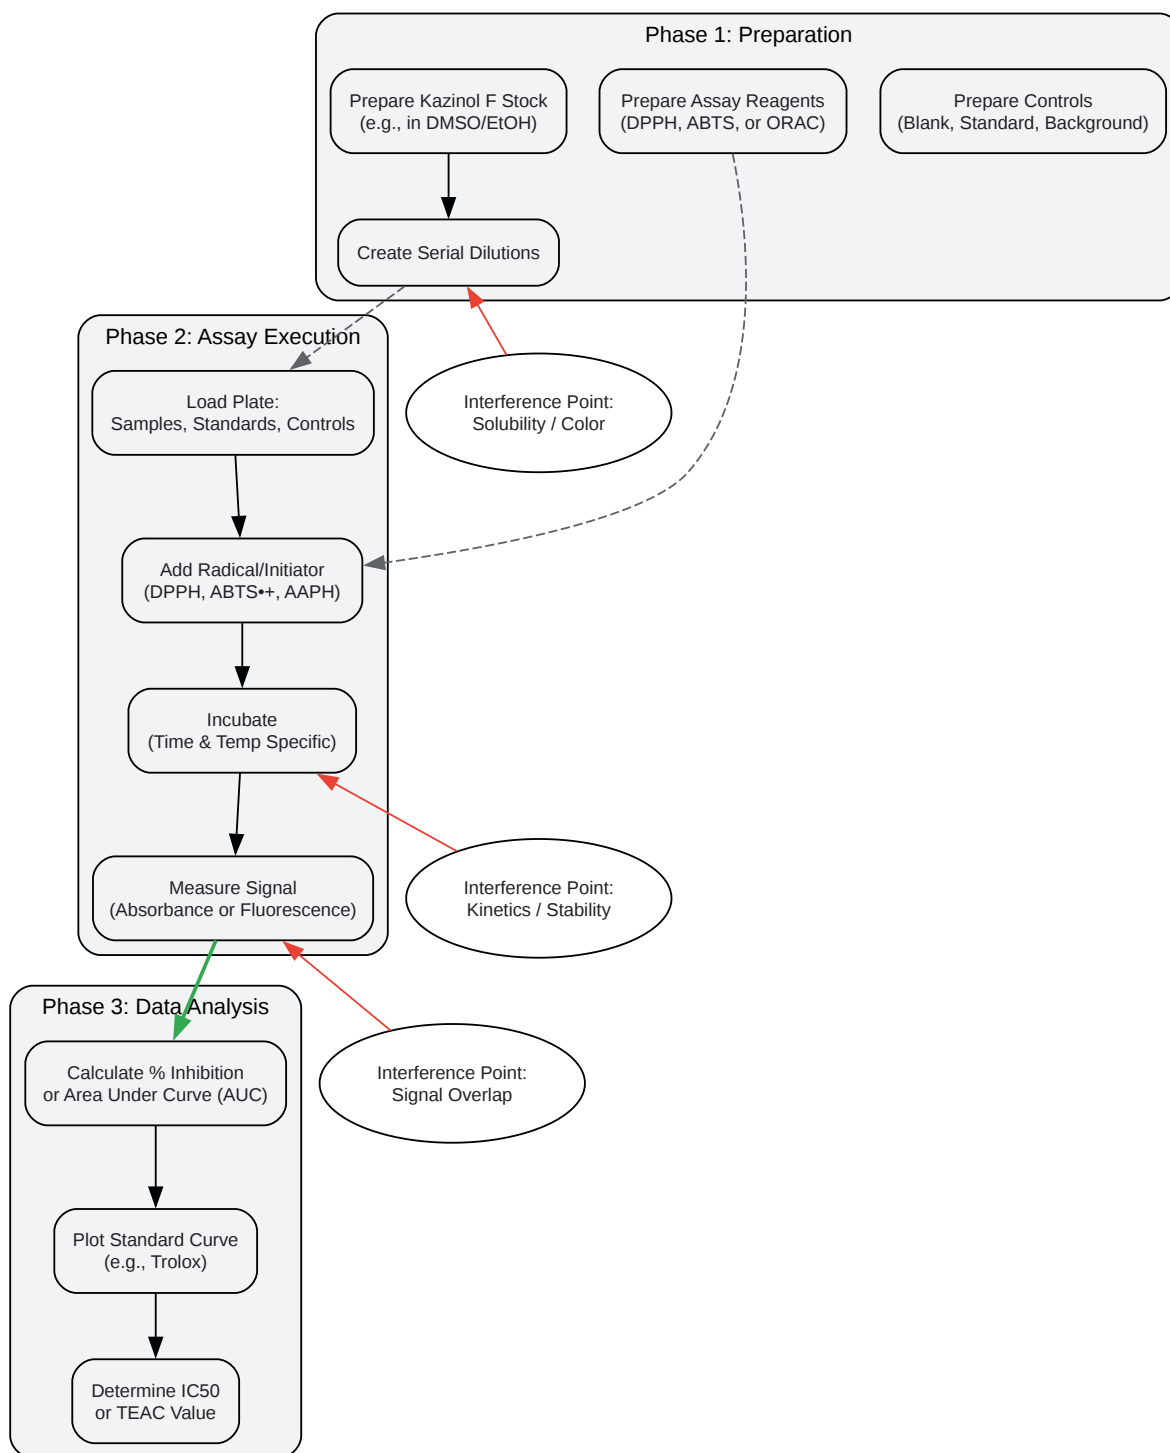 Phase 1: Preparation
Prepare Kazinol F Stock
(e.g., in DMSO/EtOH)
Prepare Assay Reagents
(DPPH, ABTS, or ORAC)
Prepare Controls
(Blank, Standard, Background)
Create Serial Dilutions
Phase 2: Assay Execution
Load Plate:
Samples, Standards, Controls
Interference Point:
Solubility / Color
Add Radical/Initiator
(DPPH, ABTS•+, AAPH)
Incubate
(Time & Temp Specific)
Measure Signal
(Absorbance or Fluorescence)
Interference Point:
Kinetics / Stability
Phase 3: Data Analysis
Calculate % Inhibition
or Area Under Curve (AUC)
Interference Point:
Signal Overlap
Plot Standard Curve
(e.g., Trolox)
Determine IC50
or TEAC Value